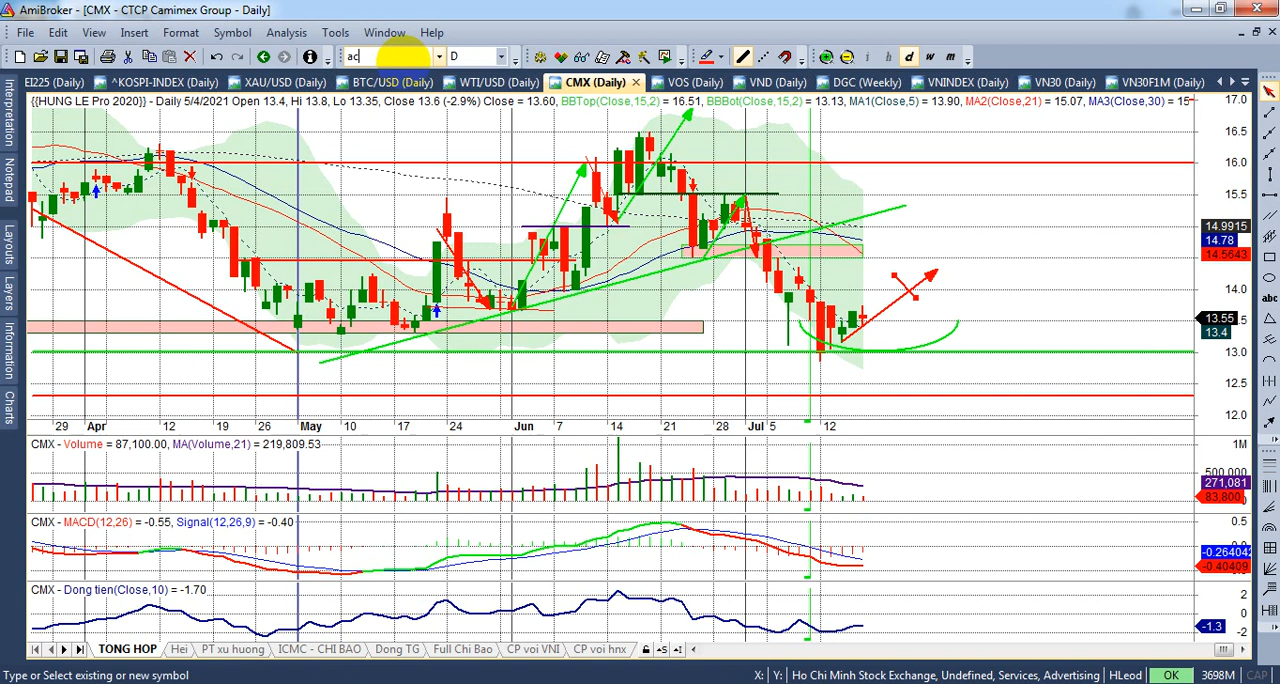 AmiBroker - [CMX - CTCP Camimex Group - Daily]
File Edit View Insert Format Symbol Analysis Tools Window Help
ac D i h d w m
EI225 (Daily) ^KOSPI-INDEX (Daily) XAU/USD (Daily) BTC/USD (Daily) WTI/USD (Daily) CMX (Daily) VOS (Daily) VND (Daily) DGC (Weekly) VNINDEX (Daily) VN30 (Daily) VN30F1M (Daily)
Interpretation
Notepad
Layouts
Layers
Information
Charts
abc
{{HUNG LE Pro 2020}} - Daily 5/4/2021 Open 13.4, Hi 13.8, Lo 13.35, Close 13.6 (-2.9%) Close = 13.60, BBTop(Close,15,2) = 16.51, BBBot(Close,15,2) = 13.13, MA1(Close,5) = 13.90, MA2(Close,21) = 15.07, MA3(Close,30) = 15
17.0
16.5
16.0
15.5
14.9915
14.78
14.5643
14.0
13.55
13.4
13.0
12.5
12.0
29 Apr 12 19 26 May 10 17 24 Jun 7 14 21 28 Jul 5 12
CMX - Volume = 87,100.00, MA(Volume,21) = 219,809.53
1M
500,000
271,081
83,800
CMX - MACD(12,26) = -0.55, Signal(12,26,9) = -0.40
0.5
0.0
-0.264042
-0.40409
CMX - Dong tien(Close,10) = -1.70
2
0
-1.3
-2
TONG HOP Hei PT xu huong ICMC - CHI BAO Dong TG Full Chi Bao CP voi VNI CP voi hnx
Type or Select existing or new symbol X: Y: Ho Chi Minh Stock Exchange, Undefined, Services, Advertising HLeod OK 3698M CAP